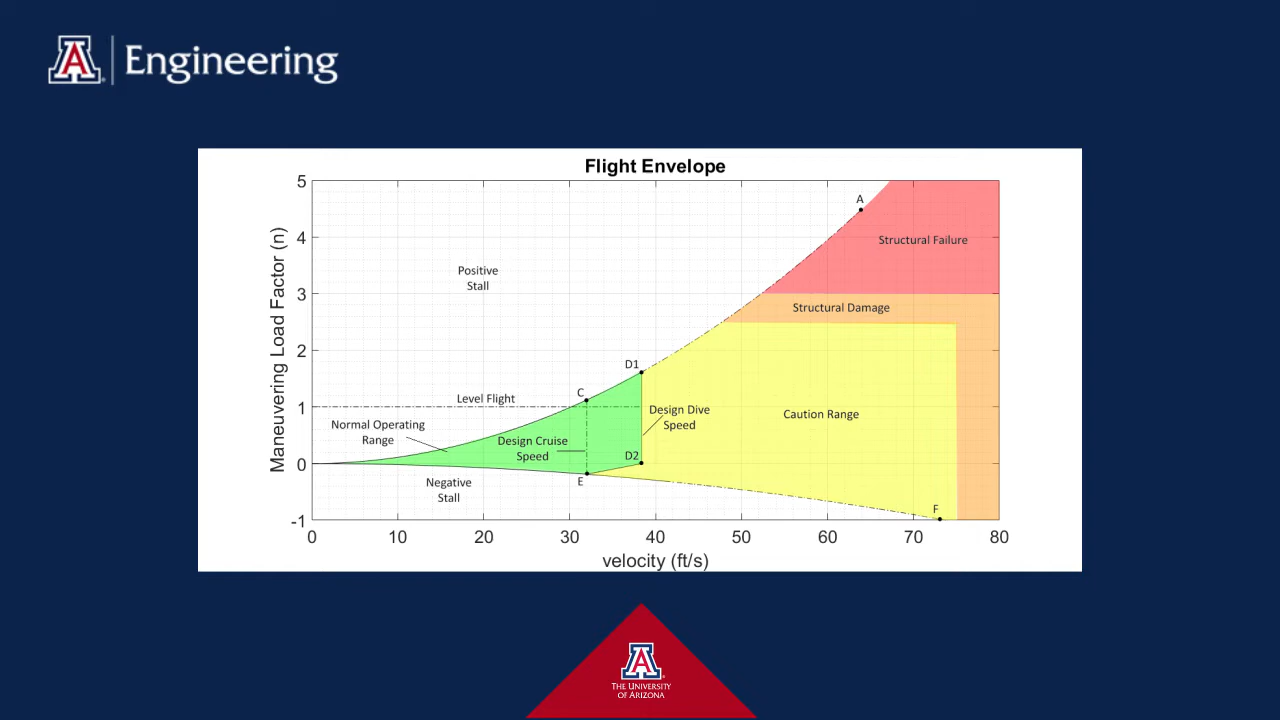 A Engineering
Flight Envelope
Maneuvering Load Factor (n)
5
4
3
2
1
0
-1
A
Structural Failure
Positive
Stall
Structural Damage
D1
C
Level Flight
Design Dive
Speed
Caution Range
Normal Operating
Range
Design Cruise
Speed
D2
E
Negative
Stall
F
0 10 20 30 40 50 60 70 80
velocity (ft/s)
A
THE UNIVERSITY
OF ARIZONA